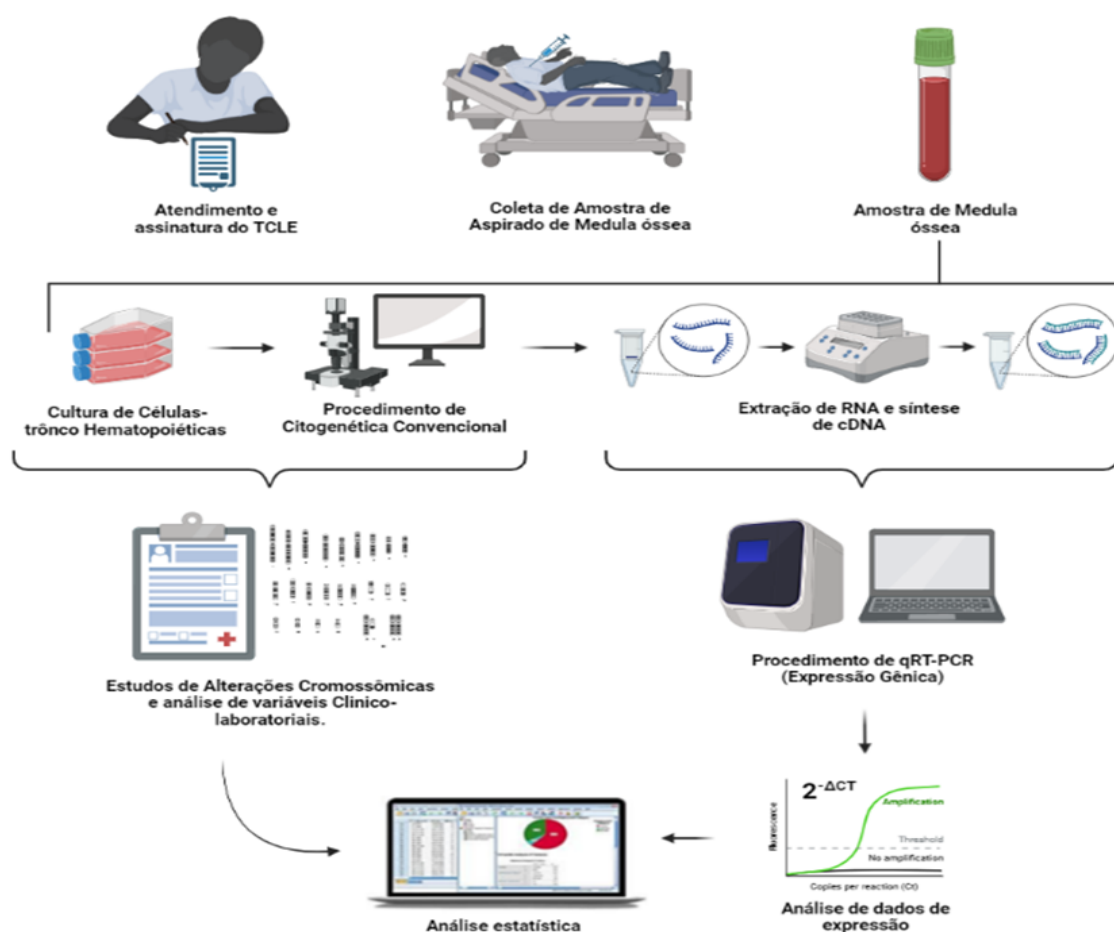 Atendimento e
assinatura do TCLE
Coleta de Amostra de
Aspirado de Medula óssea
Amostra de Medula
óssea
Cultura de Células-
trônco Hematopoiéticas
Procedimento de
Citogenética Convencional
Extração de RNA e síntese
de cDNA
Estudos de Alterações Cromossômicas
e análise de variáveis Clinico-
laboratoriais.
Procedimento de qRT-PCR
(Expressão Gênica)
2-ΔCT
Amplification
Threshold
No amplification
Fluorescence
Copies per reaction (Ct)
Análise de dados de
expressão
Análise estatística